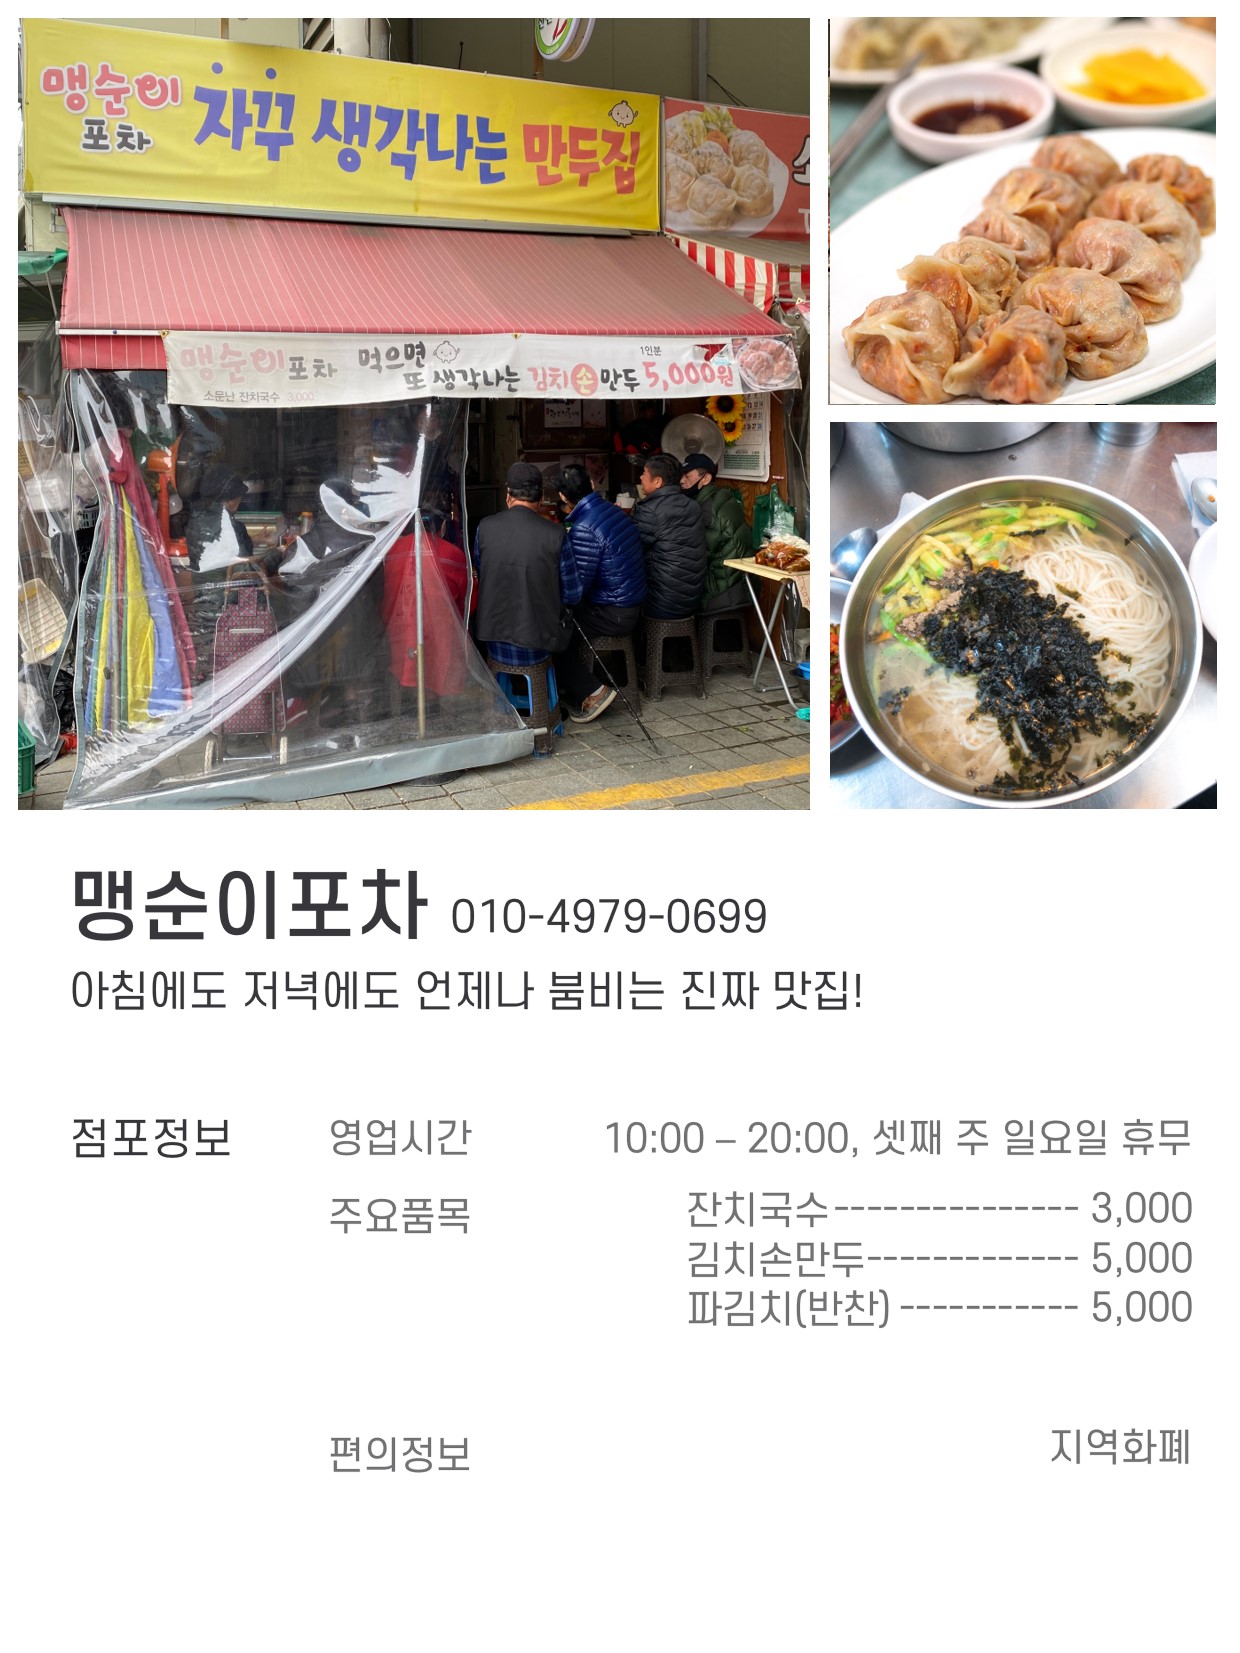 맹순이
포차
자꾸 생각나는 만두집
맹순이포차 먹으면
또 생각나는 김치손만두
1인분
5,000원
소문난 잔치국수 3,000
맹순이포차 010-4979-0699
아침에도 저녁에도 언제나 붐비는 진짜 맛집!
점포정보
영업시간 10:00 – 20:00, 셋째 주 일요일 휴무
주요품목
잔치국수--------------- 3,000
김치손만두------------- 5,000
파김치(반찬) ----------- 5,000
편의정보 지역화폐